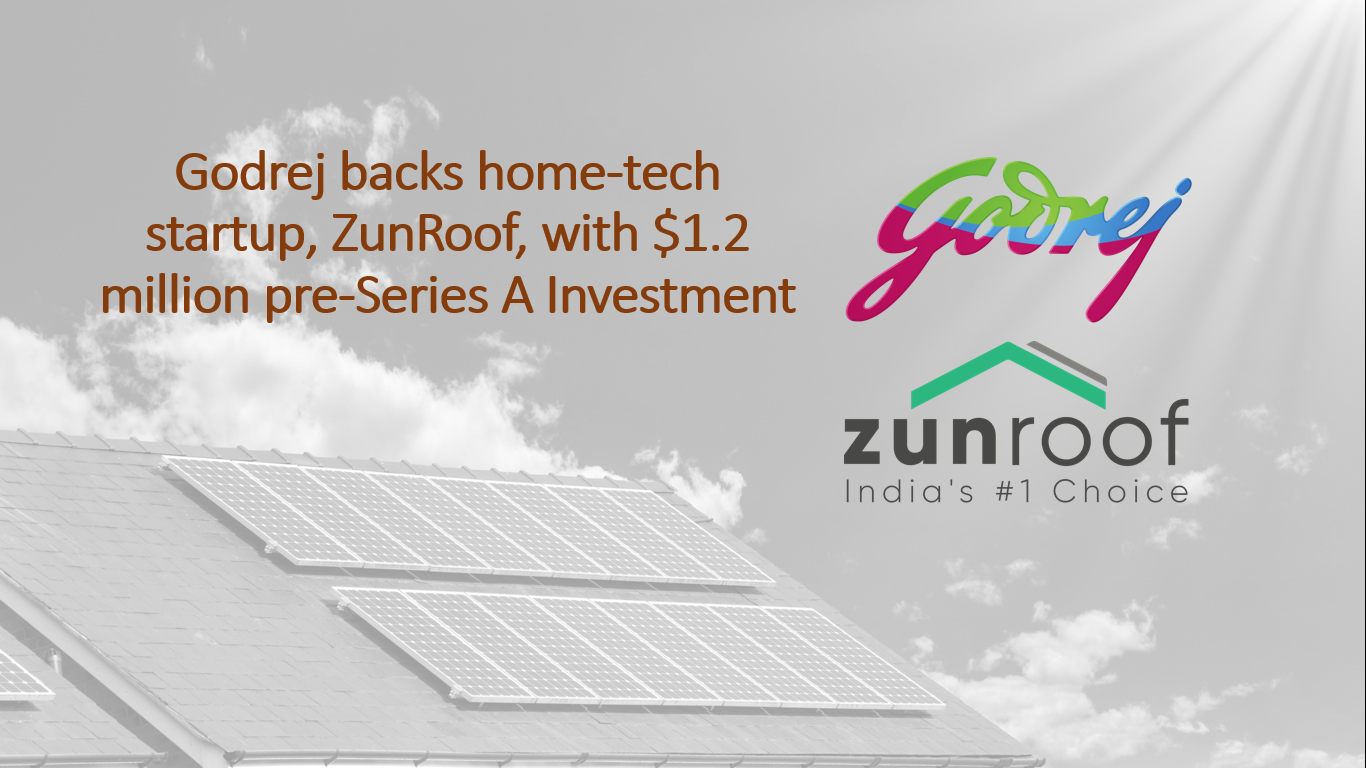 Godrej backs home-tech
startup, ZunRoof, with $1.2
million pre-Series A Investment
Godrej
zunroof
India's #1 Choice